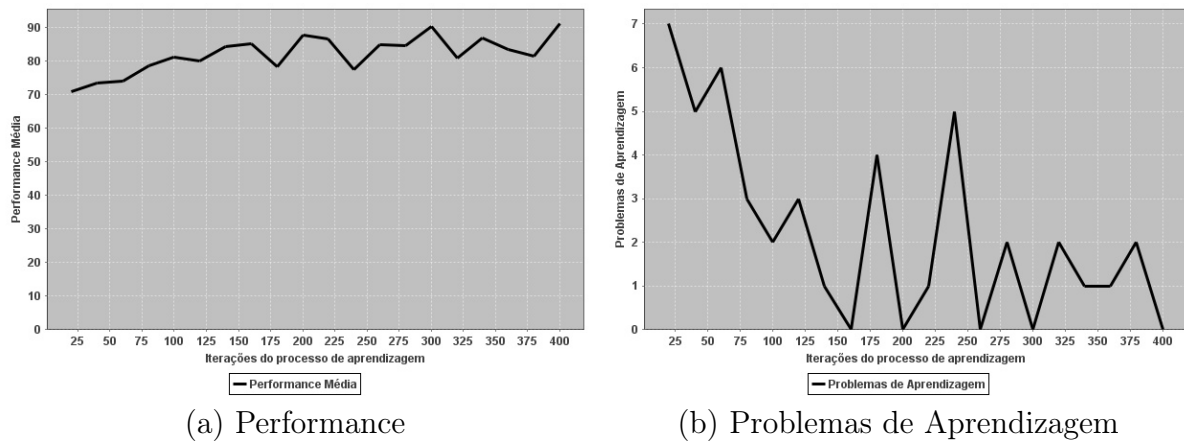 90
80
70
60
50
40
30
20
10
0
Performance Média
25 50 75 100 125 150 175 200 225 250 275 300 325 350 375 400
Iterações do processo de aprendizagem
Performance Média
(a) Performance
7
6
5
4
3
2
1
0
Problemas de Aprendizagem
25 50 75 100 125 150 175 200 225 250 275 300 325 350 375 400
Iterações do processo de aprendizagem
Problemas de Aprendizagem
(b) Problemas de Aprendizagem